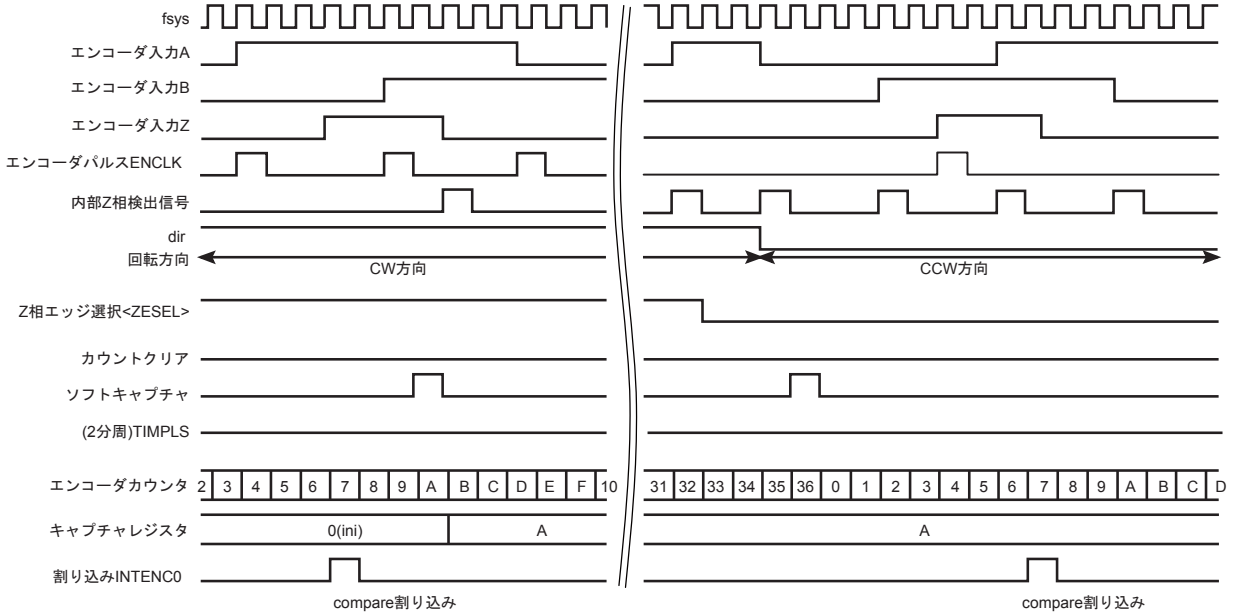 fsys
エンコーダ入力A
エンコーダ入力B
エンコーダ入力Z
エンコーダパルスENCLK
内部Z相検出信号
dir
回転方向 CW方向 CCW方向
Z相エッジ選択<ZESEL>
カウントクリア
ソフトキャプチャ
(2分周)TIMPLS
エンコーダカウンタ 2 3 4 5 6 7 8 9 A B C D E F 10 31 32 33 34 35 36 0 1 2 3 4 5 6 7 8 9 A B C D
キャプチャレジスタ 0(ini) A A
割り込みINTENC0
compare割り込み compare割り込み